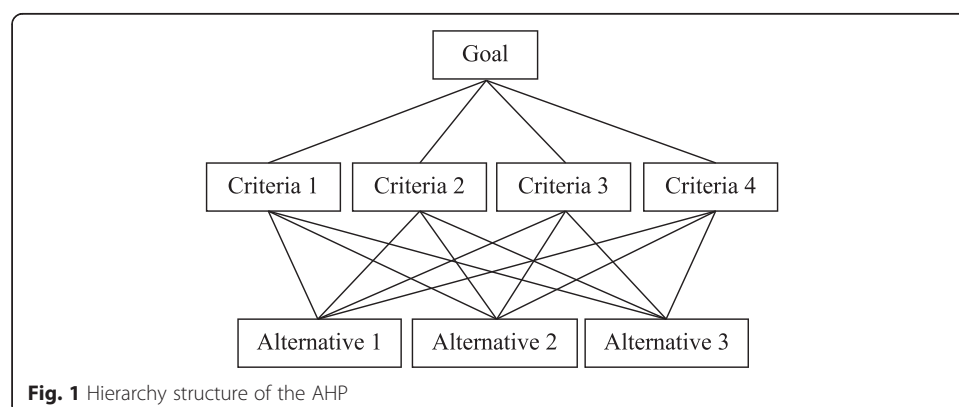 Goal
Criteria 1 Criteria 2 Criteria 3 Criteria 4
Alternative 1 Alternative 2 Alternative 3
Fig. 1 Hierarchy structure of the AHP